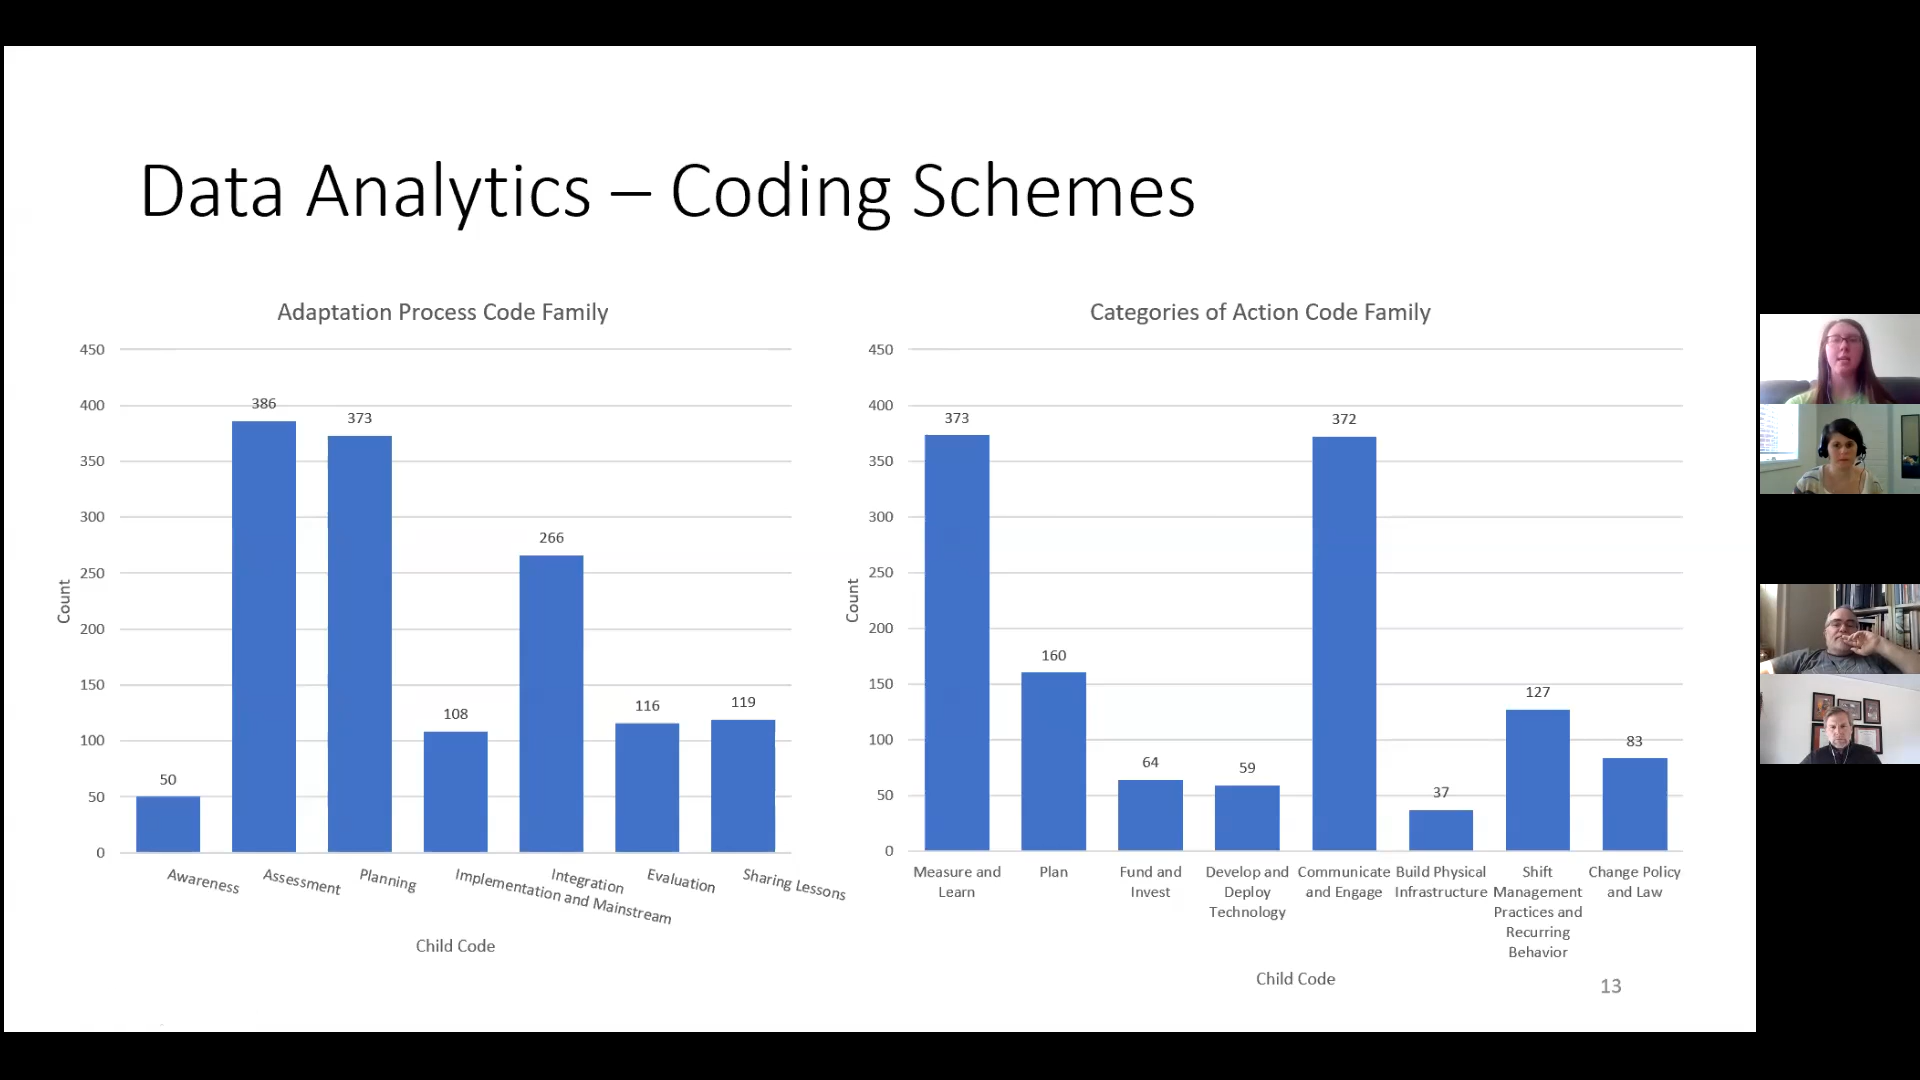 Data Analytics – Coding Schemes
Adaptation Process Code Family
450
400
350
300
250
200
150
100
50
0
Count
50
386
373
108
266
116
119
Awareness
Assessment
Planning
Implementation and Mainstream
Integration
Evaluation
Sharing Lessons
Child Code
Categories of Action Code Family
450
400
350
300
250
200
150
100
50
0
Count
373
160
64
59
372
37
127
83
Measure and
Learn
Plan
Fund and
Invest
Develop and
Deploy
Technology
Communicate
and Engage
Build Physical
Infrastructure
Shift
Management
Practices and
Recurring
Behavior
Change Policy
and Law
Child Code
13